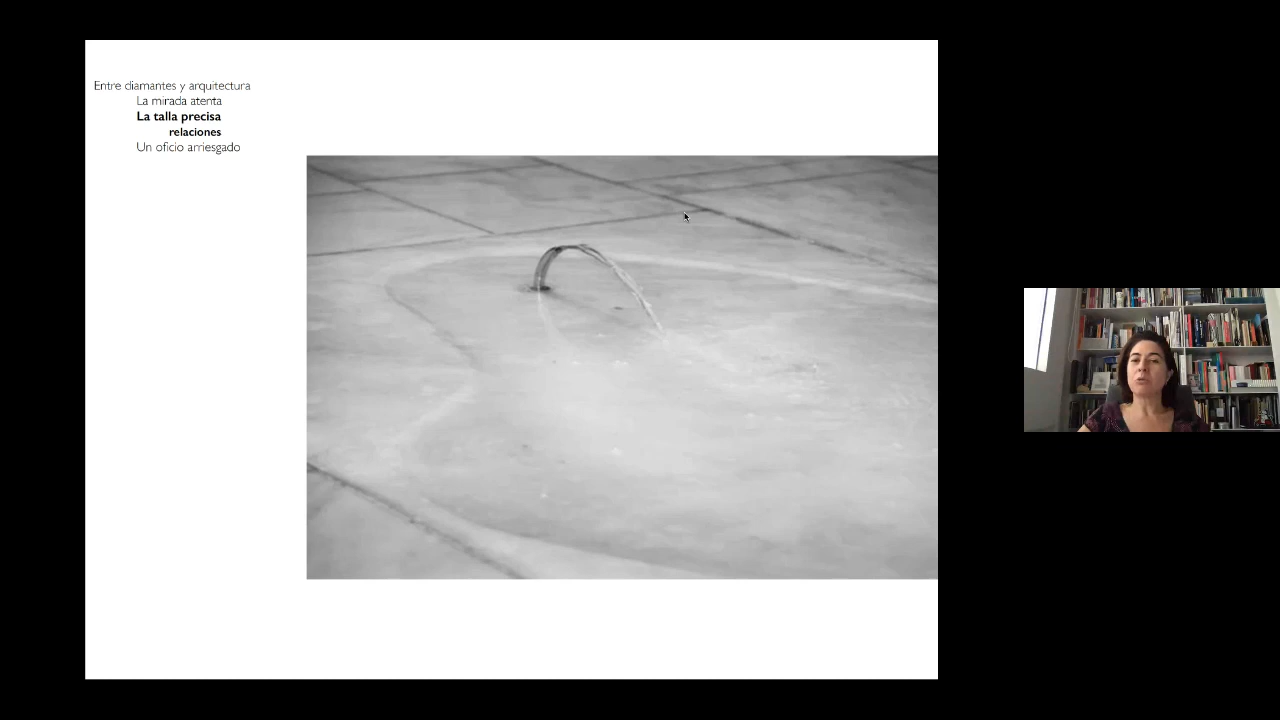 Entre diamantes y arquitectura
La mirada atenta
La talla precisa
relaciones
Un oficio arriesgado